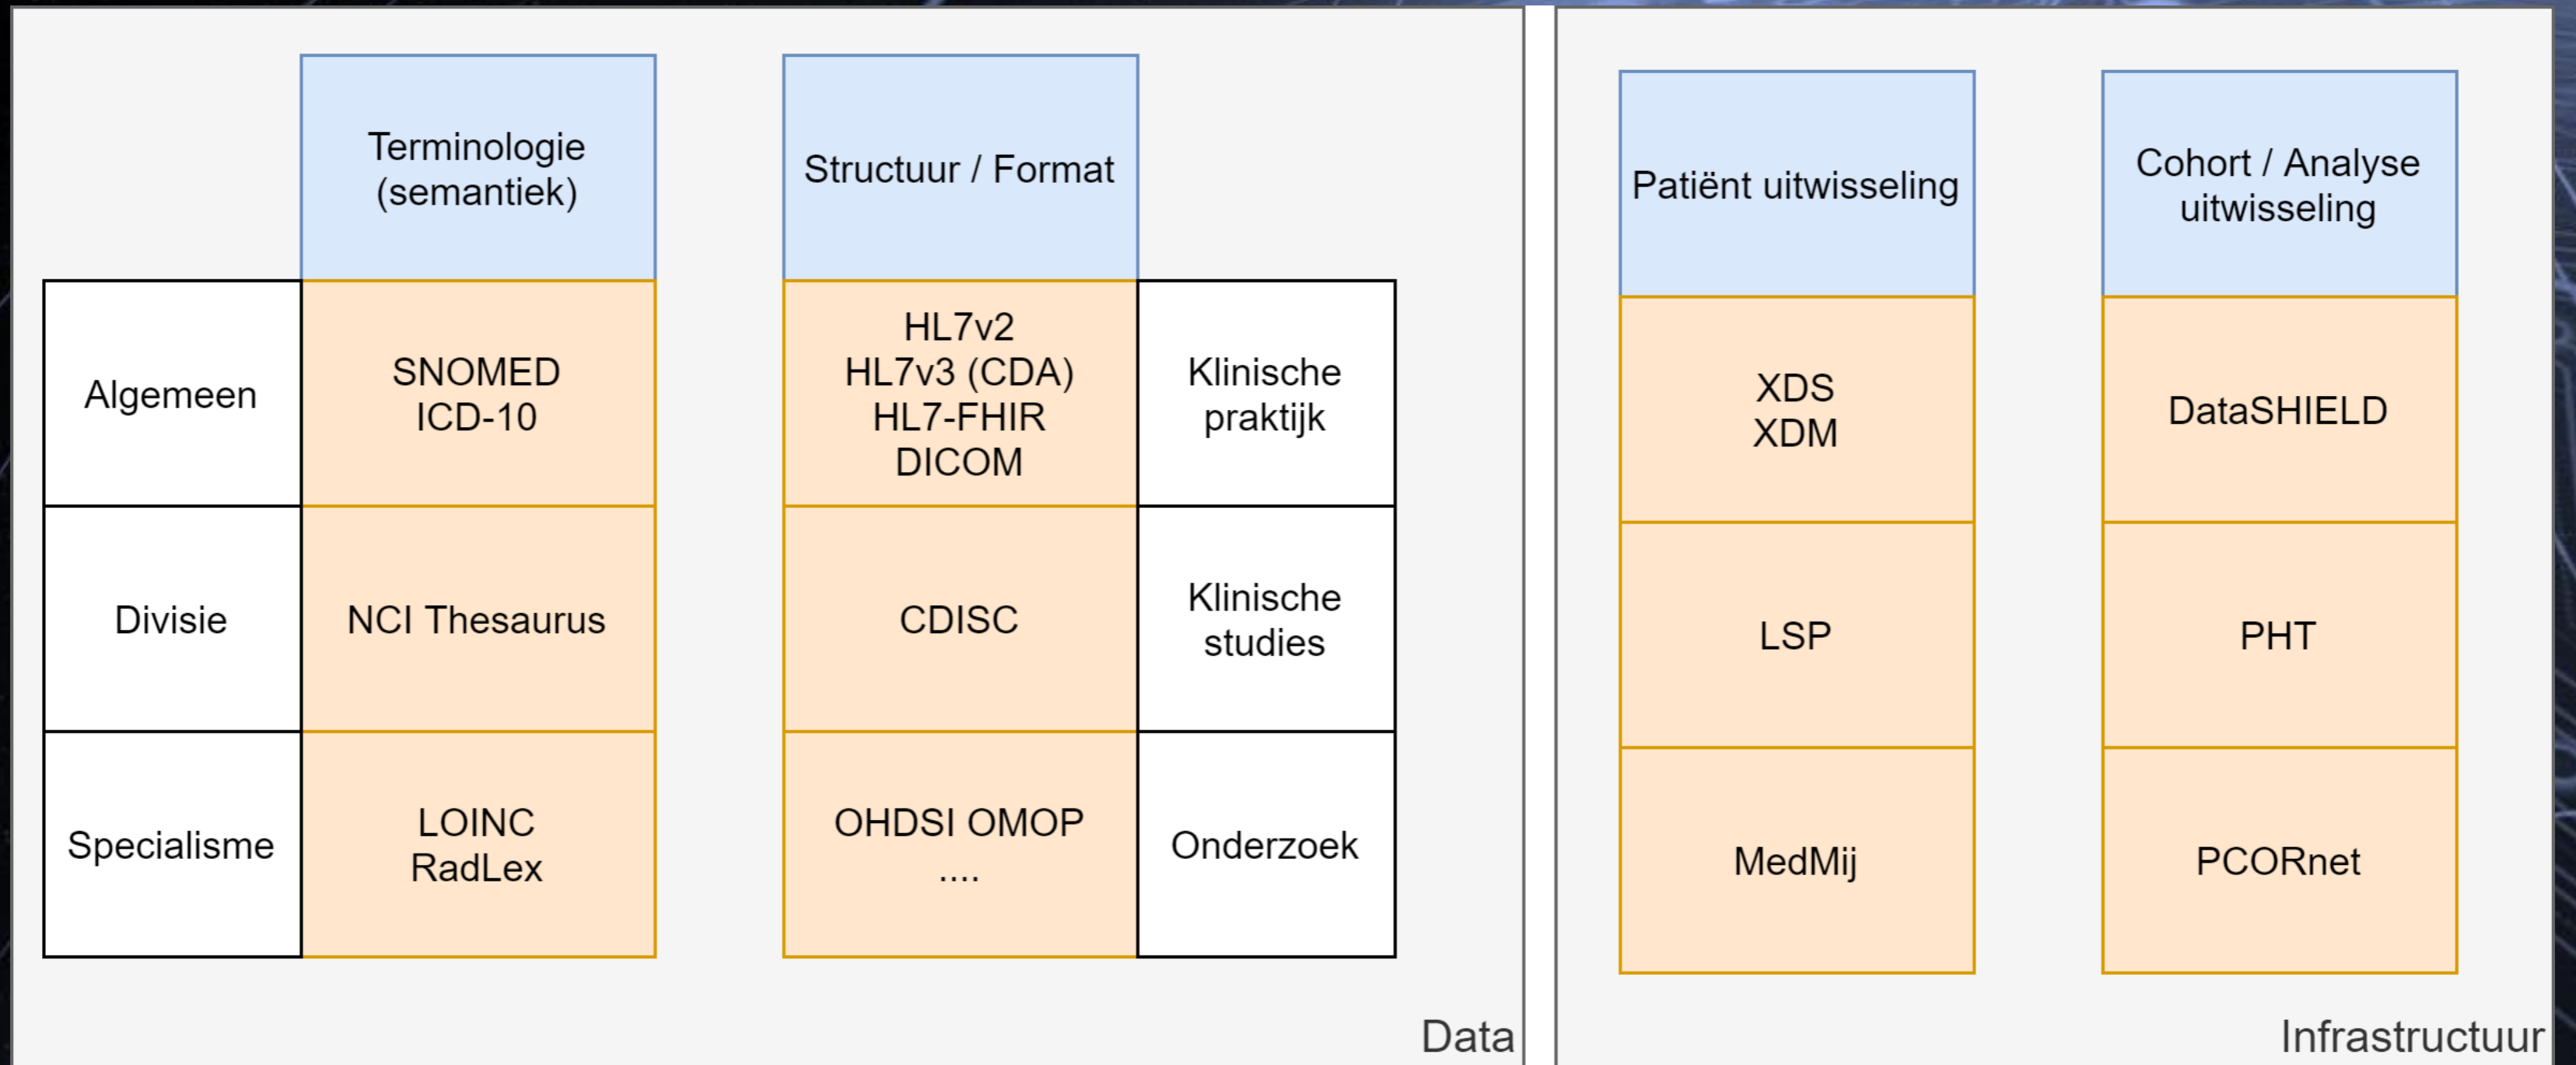 Terminologie
(semantiek)
Structuur / Format
Algemeen
SNOMED
ICD-10
HL7v2
HL7v3 (CDA)
HL7-FHIR
DICOM
Klinische
praktijk
Divisie
NCI Thesaurus
CDISC
Klinische
studies
Specialisme
LOINC
RadLex
OHDSI OMOP
....
Onderzoek
Data
Patiënt uitwisseling
Cohort / Analyse
uitwisseling
XDS
XDM
DataSHIELD
LSP
PHT
MedMij
PCORnet
Infrastructuur